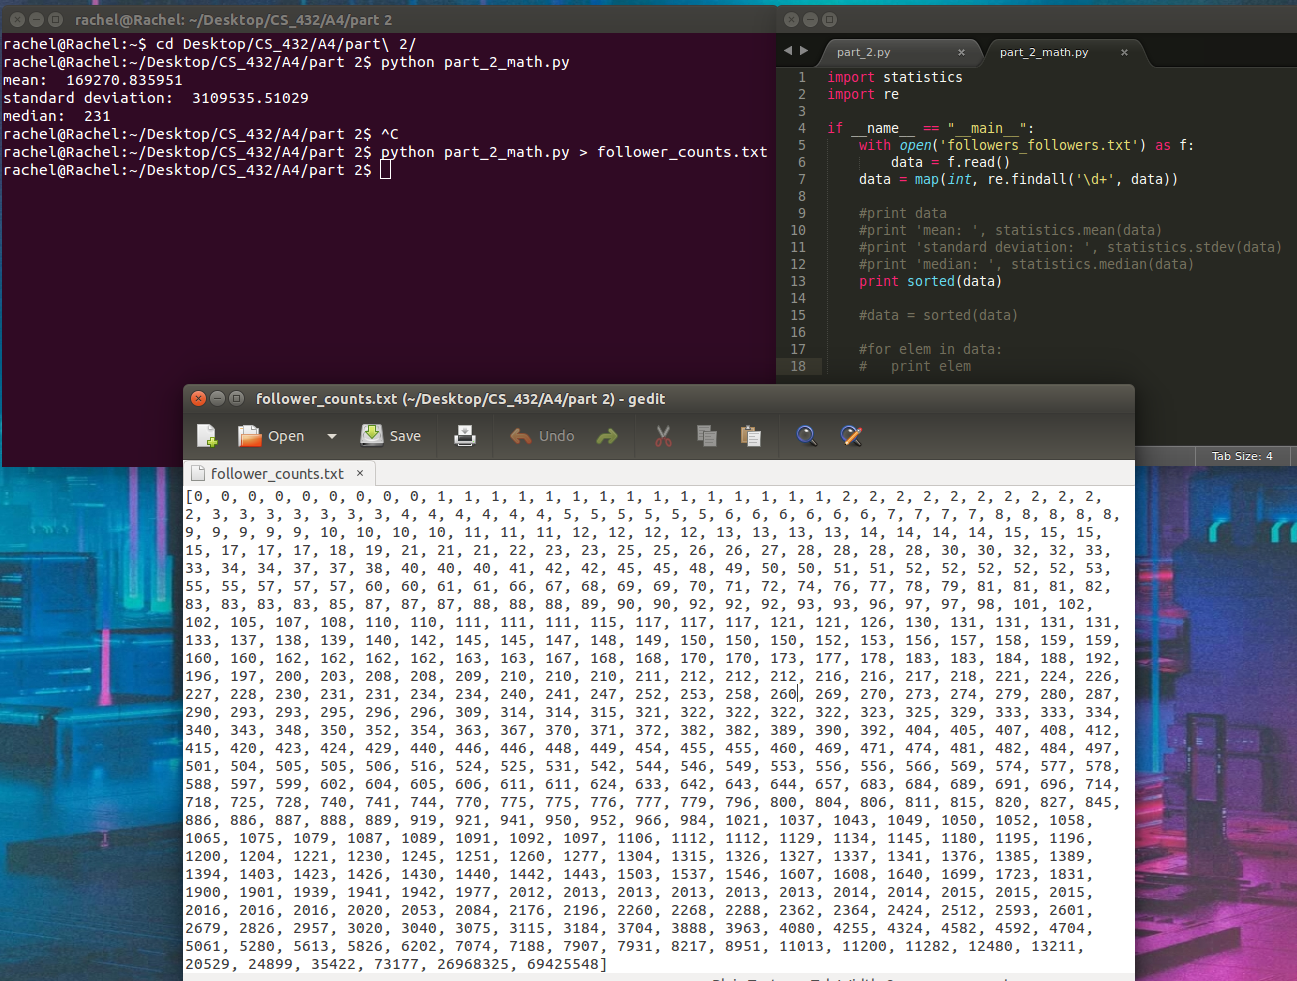 rachel@Rachel: ~/Desktop/CS_432/A4/part 2
rachel@Rachel:~$ cd Desktop/CS_432/A4/part\ 2/
rachel@Rachel:~/Desktop/CS_432/A4/part 2$ python part_2_math.py
mean:  169270.835951
standard deviation:  3109535.51029
median:  231
rachel@Rachel:~/Desktop/CS_432/A4/part 2$ ^C
rachel@Rachel:~/Desktop/CS_432/A4/part 2$ python part_2_math.py > follower_counts.txt
rachel@Rachel:~/Desktop/CS_432/A4/part 2$
part_2.py × part_2_math.py ×
1 import statistics
2 import re
3
4 if __name__ == "__main__":
5     with open('followers_followers.txt') as f:
6         data = f.read()
7     data = map(int, re.findall('\d+', data))
8
9     #print data
10     #print 'mean: ', statistics.mean(data)
11     #print 'standard deviation: ', statistics.stdev(data)
12     #print 'median: ', statistics.median(data)
13     print sorted(data)
14
15     #data = sorted(data)
16
17     #for elem in data:
18     #   print elem
Tab Size: 4
follower_counts.txt (~/Desktop/CS_432/A4/part 2) - gedit
Open Save Undo
follower_counts.txt ×
[0, 0, 0, 0, 0, 0, 0, 0, 0, 1, 1, 1, 1, 1, 1, 1, 1, 1, 1, 1, 1, 1, 1, 1, 2, 2, 2, 2, 2, 2, 2, 2, 2, 2,
2, 3, 3, 3, 3, 3, 3, 3, 4, 4, 4, 4, 4, 4, 5, 5, 5, 5, 5, 5, 6, 6, 6, 6, 6, 6, 7, 7, 7, 7, 8, 8, 8, 8, 8,
9, 9, 9, 9, 9, 10, 10, 10, 10, 11, 11, 11, 12, 12, 12, 12, 12, 13, 13, 13, 13, 14, 14, 14, 14, 15, 15, 15,
15, 17, 17, 17, 18, 19, 21, 21, 21, 22, 23, 23, 25, 25, 26, 26, 27, 28, 28, 28, 28, 30, 30, 32, 32, 33,
33, 34, 34, 37, 37, 38, 40, 40, 40, 41, 42, 42, 45, 45, 48, 49, 50, 50, 51, 51, 52, 52, 52, 52, 52, 53,
55, 55, 57, 57, 57, 60, 60, 61, 61, 66, 67, 68, 69, 69, 70, 71, 72, 74, 76, 77, 78, 79, 81, 81, 81, 82,
83, 83, 83, 83, 85, 87, 87, 87, 88, 88, 88, 89, 90, 90, 92, 92, 92, 93, 93, 96, 97, 97, 98, 101, 102,
102, 105, 107, 108, 110, 110, 111, 111, 111, 115, 117, 117, 117, 121, 121, 126, 130, 131, 131, 131, 131,
133, 137, 138, 139, 140, 142, 145, 145, 147, 148, 149, 150, 150, 150, 152, 153, 156, 157, 158, 159, 159,
160, 160, 162, 162, 162, 162, 163, 163, 167, 168, 168, 170, 170, 173, 177, 178, 183, 183, 184, 188, 192,
196, 197, 200, 203, 208, 208, 209, 210, 210, 210, 211, 212, 212, 212, 216, 216, 217, 218, 221, 224, 226,
227, 228, 230, 231, 231, 234, 234, 240, 241, 247, 252, 253, 258, 260, 269, 270, 273, 274, 279, 280, 287,
290, 293, 293, 295, 296, 296, 309, 314, 314, 315, 321, 322, 322, 322, 322, 323, 325, 329, 333, 333, 334,
340, 343, 348, 350, 352, 354, 363, 367, 370, 371, 372, 382, 382, 389, 390, 392, 404, 405, 407, 408, 412,
415, 420, 423, 424, 429, 440, 446, 446, 448, 449, 454, 455, 455, 460, 469, 471, 474, 481, 482, 484, 497,
501, 504, 505, 505, 506, 516, 524, 525, 531, 542, 544, 546, 549, 553, 556, 556, 566, 569, 574, 577, 578,
588, 597, 599, 602, 604, 605, 606, 611, 611, 624, 633, 642, 643, 644, 657, 683, 684, 689, 691, 696, 714,
718, 725, 728, 740, 741, 744, 770, 775, 775, 776, 777, 779, 796, 800, 804, 806, 811, 815, 820, 827, 845,
886, 886, 887, 888, 889, 919, 921, 941, 950, 952, 966, 984, 1021, 1037, 1043, 1049, 1050, 1052, 1058,
1065, 1075, 1079, 1087, 1089, 1091, 1092, 1097, 1106, 1112, 1112, 1129, 1134, 1145, 1180, 1195, 1196,
1200, 1204, 1221, 1230, 1245, 1251, 1260, 1277, 1304, 1315, 1326, 1327, 1337, 1341, 1376, 1385, 1389,
1394, 1403, 1423, 1426, 1430, 1440, 1442, 1443, 1503, 1537, 1546, 1607, 1608, 1640, 1699, 1723, 1831,
1900, 1901, 1939, 1941, 1942, 1977, 2012, 2013, 2013, 2013, 2013, 2013, 2014, 2014, 2015, 2015, 2015,
2016, 2016, 2016, 2020, 2053, 2084, 2176, 2196, 2260, 2268, 2288, 2362, 2364, 2424, 2512, 2593, 2601,
2679, 2826, 2957, 3020, 3040, 3075, 3115, 3184, 3704, 3888, 3963, 4080, 4255, 4324, 4582, 4592, 4704,
5061, 5280, 5613, 5826, 6202, 7074, 7188, 7907, 7931, 8217, 8951, 11013, 11200, 11282, 12480, 13211,
20529, 24899, 35422, 73177, 26968325, 69425548]